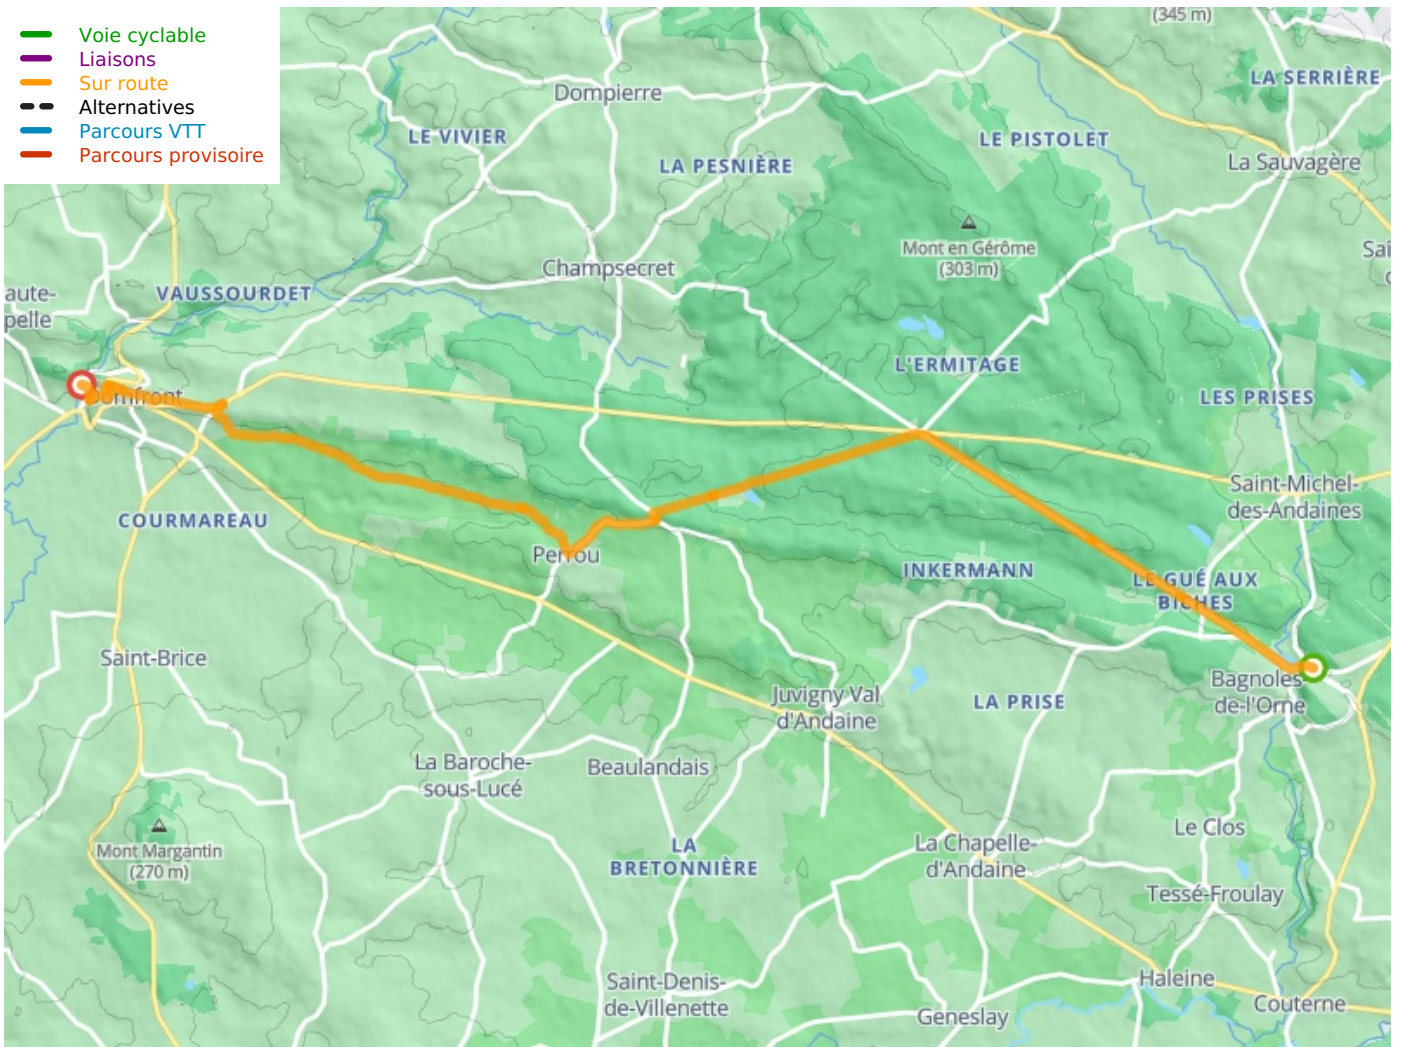 Voie cyclable
Liaisons
Sur route
Alternatives
Parcours VTT
Parcours provisoire
(345 m)
LA SERRIÈRE
Dompierre
LE VIVIER
LE PISTOLET
LA PESNIÈRE
La Sauvagère
Mont en Gérôme
(303 m)
Champsecret
Sai
VAUSSOURDET
aute-
pelle
L'ERMITAGE
Domfront
LES PRISES
Saint-Michel-
des-Andaines
COURMAREAU
Perrou
INKERMANN
LE GUÉ AUX
BICHES
Saint-Brice
Bagnoles-
de-l'Orne
Juvigny Val
d'Andaine
LA PRISE
La Baroche-
sous-Lucé
Beaulandais
Le Clos
Mont Margantin
(270 m)
LA
BRETONNIÈRE
La Chapelle-
d'Andaine
Tessé-Froulay
Saint-Denis-
de-Villenette
Haleine
Couterne
Geneslay